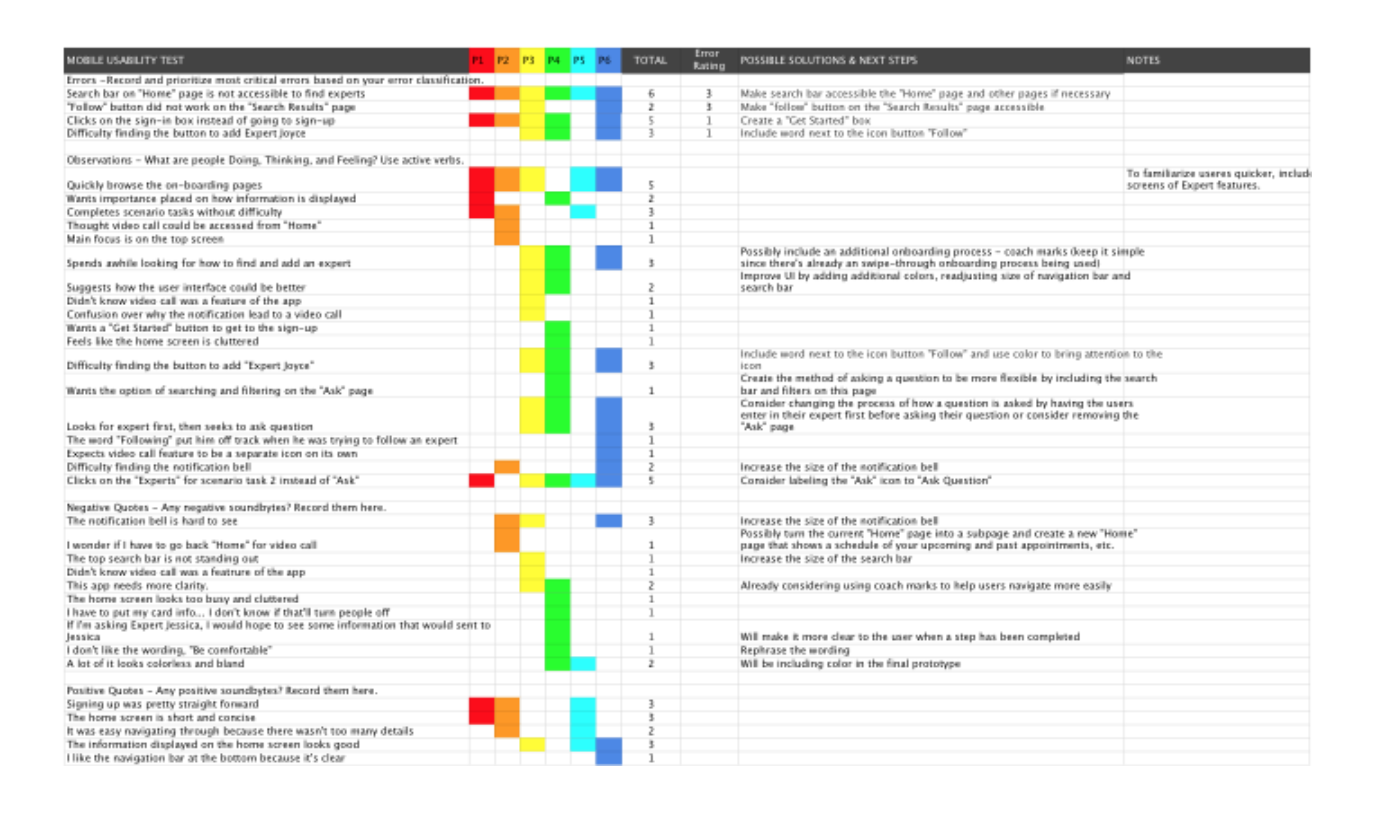 MOBILE USABILITY TEST P1 P2 P3 P4 P5 P6 TOTAL Error Rating POSSIBLE SOLUTIONS & NEXT STEPS NOTES
Errors –Record and prioritize most critical errors based on your error classification.
Search bar on "Home" page is not accessible to find experts 6 3 Make search bar accessible the "Home" page and other pages if necessary
"Follow" button did not work on the "Search Results" page 2 3 Make "follow" button on the "Search Results" page accessible
Clicks on the sign-in box instead of going to sign-up 5 1 Create a "Get Started" box
Difficulty finding the button to add Expert Joyce 3 1 Include word next to the icon button "Follow"
Observations – What are people Doing, Thinking, and Feeling? Use active verbs.
To familiarize useres quicker, include
Quickly browse the on-boarding pages 5 screens of Expert features.
Wants importance placed on how information is displayed 2
Completes scenario tasks without difficulty 3
Thought video call could be accessed from "Home" 1
Main focus is on the top screen 1
Possibly include an additional onboarding process – coach marks (keep it simple
Spends awhile looking for how to find and add an expert 3 since there's already an swipe-through onboarding process being used)
Improve UI by adding additional colors, readjusting size of navigation bar and
Suggests how the user interface could be better 2 search bar
Didn't know video call was a feature of the app 1
Confusion over why the notification lead to a video call 1
Wants a "Get Started" button to get to the sign-up 1
Feels like the home screen is cluttered 1
Include word next to the icon button "Follow" and use color to bring attention to the
Difficulty finding the button to add "Expert Joyce" 3 icon
Create the method of asking a question to be more flexible by including the search
Wants the option of searching and filtering on the "Ask" page 1 bar and filters on this page
Consider changing the process of how a question is asked by having the users
enter in their expert first before asking their question or consider removing the
Looks for expert first, then seeks to ask question 3 "Ask" page
The word "Following" put him off track when he was trying to follow an expert 1
Expects video call feature to be a separate icon on its own 1
Difficulty finding the notification bell 2 Increase the size of the notification bell
Clicks on the "Experts" for scenario task 2 instead of "Ask" 5 Consider labeling the "Ask" icon to "Ask Question"
Negative Quotes – Any negative soundbytes? Record them here.
The notification bell is hard to see 3 Increase the size of the notification bell
Possibly turn the current "Home" page into a subpage and create a new "Home"
I wonder if I have to go back "Home" for video call 1 page that shows a schedule of your upcoming and past appointments, etc.
The top search bar is not standing out 1 Increase the size of the search bar
Didn't know video call was a featrure of the app 1
This app needs more clarity. 2 Already considering using coach marks to help users navigate more easily
The home screen looks too busy and cluttered 1
I have to put my card info... I don't know if that'll turn people off 1
If I'm asking Expert Jessica, I would hope to see some information that would sent to
Jessica 1 Will make it more clear to the user when a step has been completed
I don't like the wording, "Be comfortable" 1 Rephrase the wording
A lot of it looks colorless and bland 2 Will be including color in the final prototype
Positive Quotes – Any positive soundbytes? Record them here.
Signing up was pretty straight forward 3
The home screen is short and concise 3
It was easy navigating through because there wasn't too many details 2
The information displayed on the home screen looks good 3
I like the navigation bar at the bottom because it's clear 1